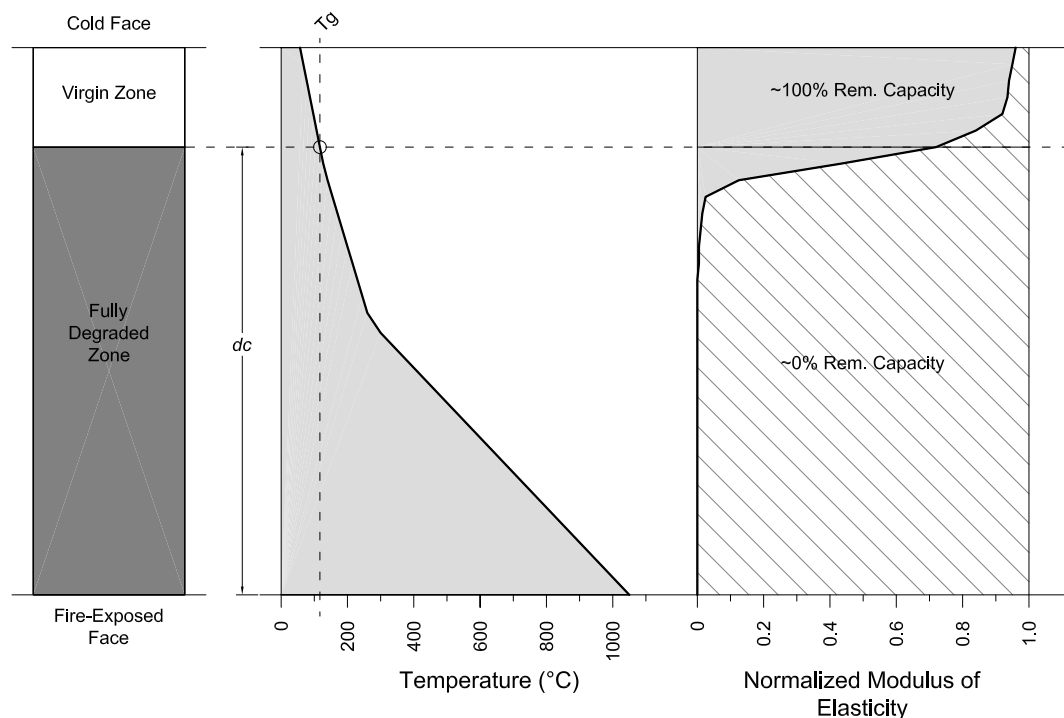 Cold Face
Tg
Virgin Zone
~100% Rem. Capacity
Fully
Degraded
Zone
dc
~0% Rem. Capacity
Fire-Exposed
Face
0
200
400
600
800
1000
0
0.2
0.4
0.6
0.8
1.0
Temperature (°C)
Normalized Modulus of
Elasticity